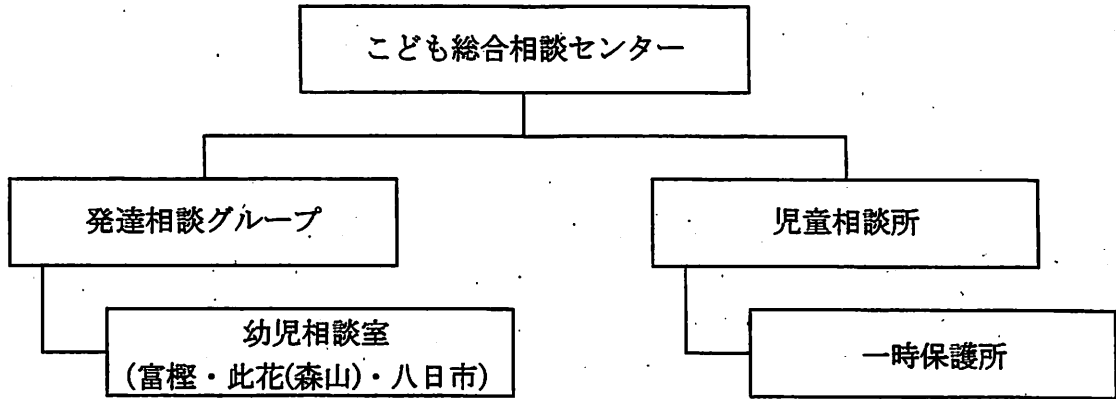 こども総合相談センター
発達相談グループ
児童相談所
幼児相談室
(富樫・此花(森山)・八日市)
一時保護所